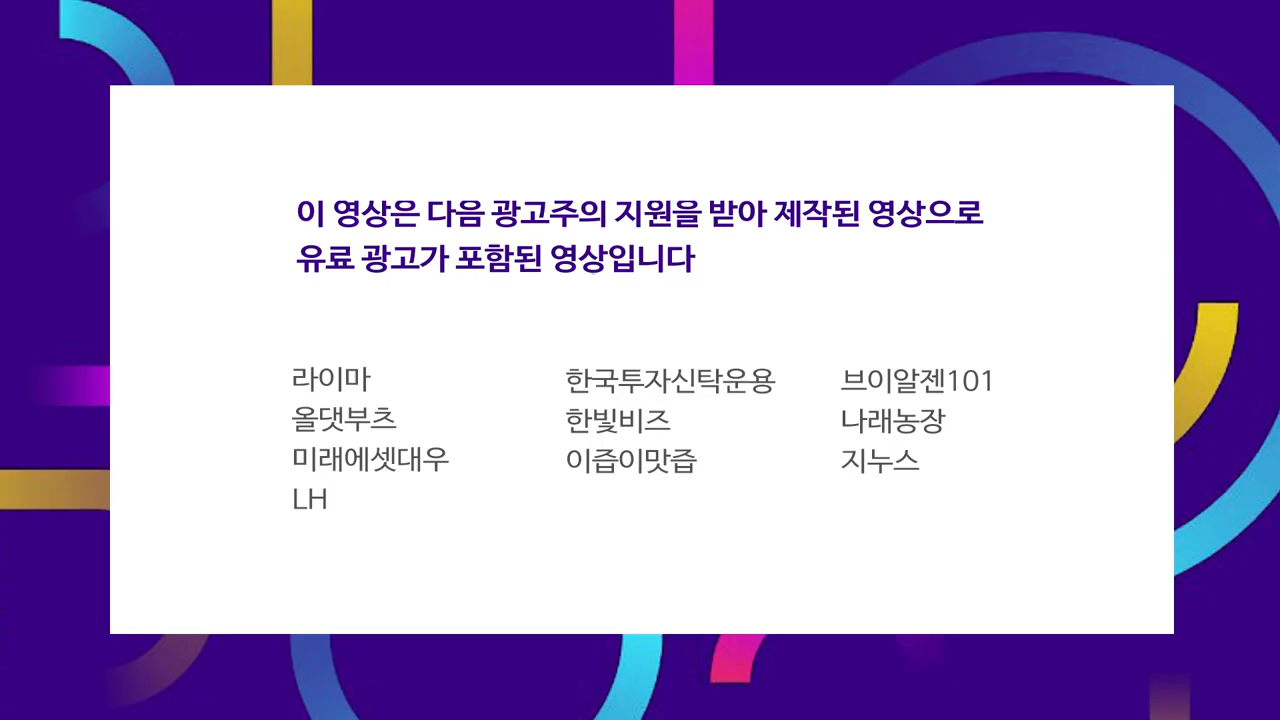 이 영상은 다음 광고주의 지원을 받아 제작된 영상으로
유료 광고가 포함된 영상입니다
라이마
올댓부츠
미래에셋대우
LH
한국투자신탁운용
한빛비즈
이즙이맛즙
브이알젠101
나래농장
지누스